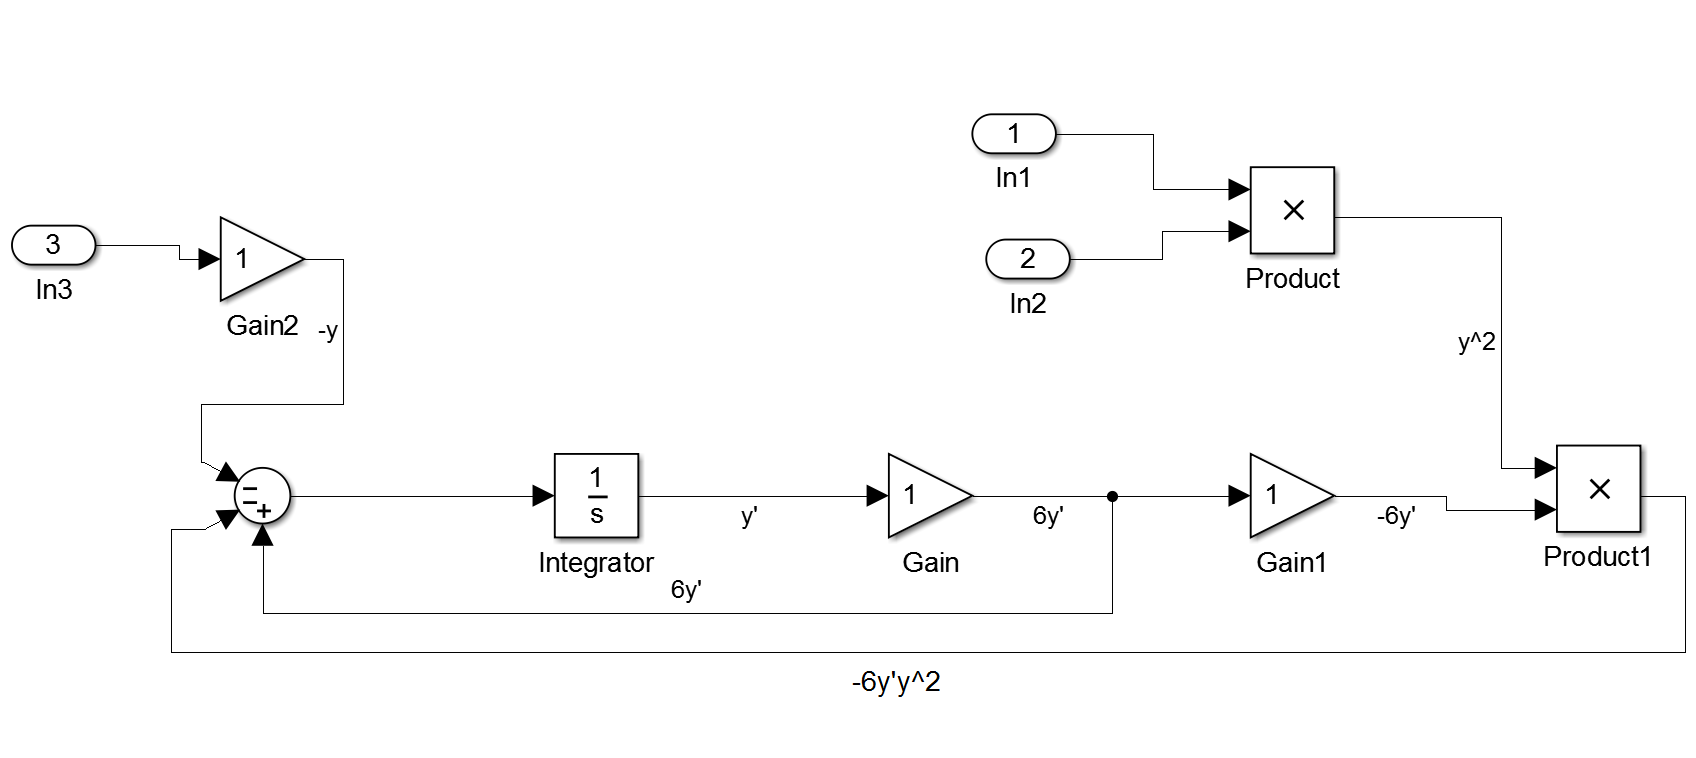 1
In1
×
2
In2
Product
3
In3
1
Gain2
-y
y^2
−
−
+
1
s
Integrator
y'
1
Gain
6y'
1
Gain1
-6y'
×
Product1
6y'
-6y'y^2